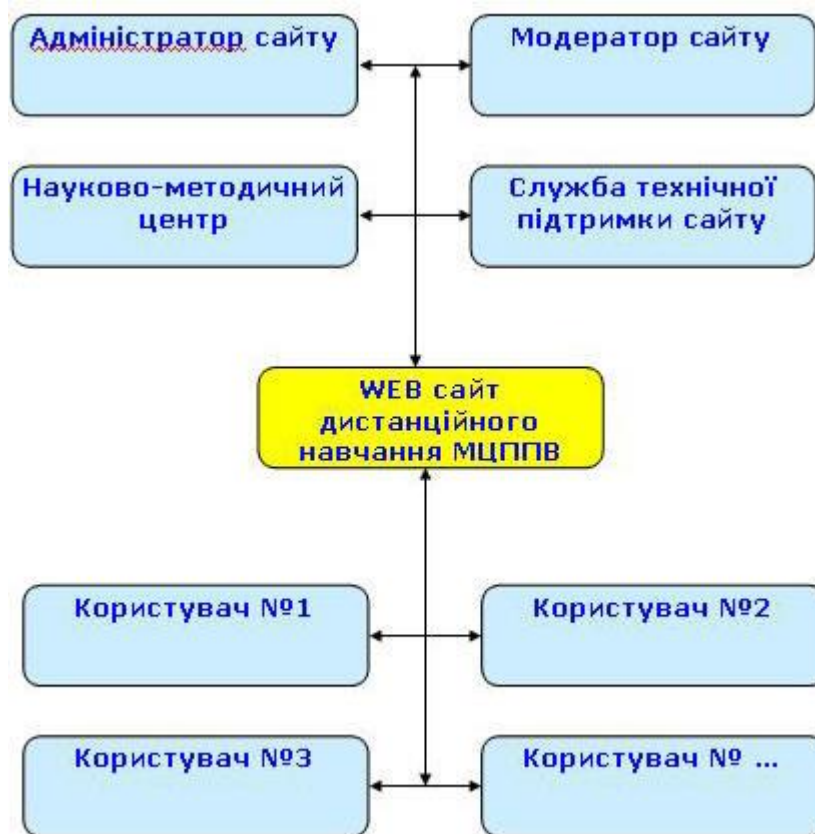 Адміністратор сайту
Модератор сайту
Науково-методичний
центр
Служба технічної
підтримки сайту
WEB сайт
дистанційного
навчання МЦППВ
Користувач №1
Користувач №2
Користувач №3
Користувач № ...